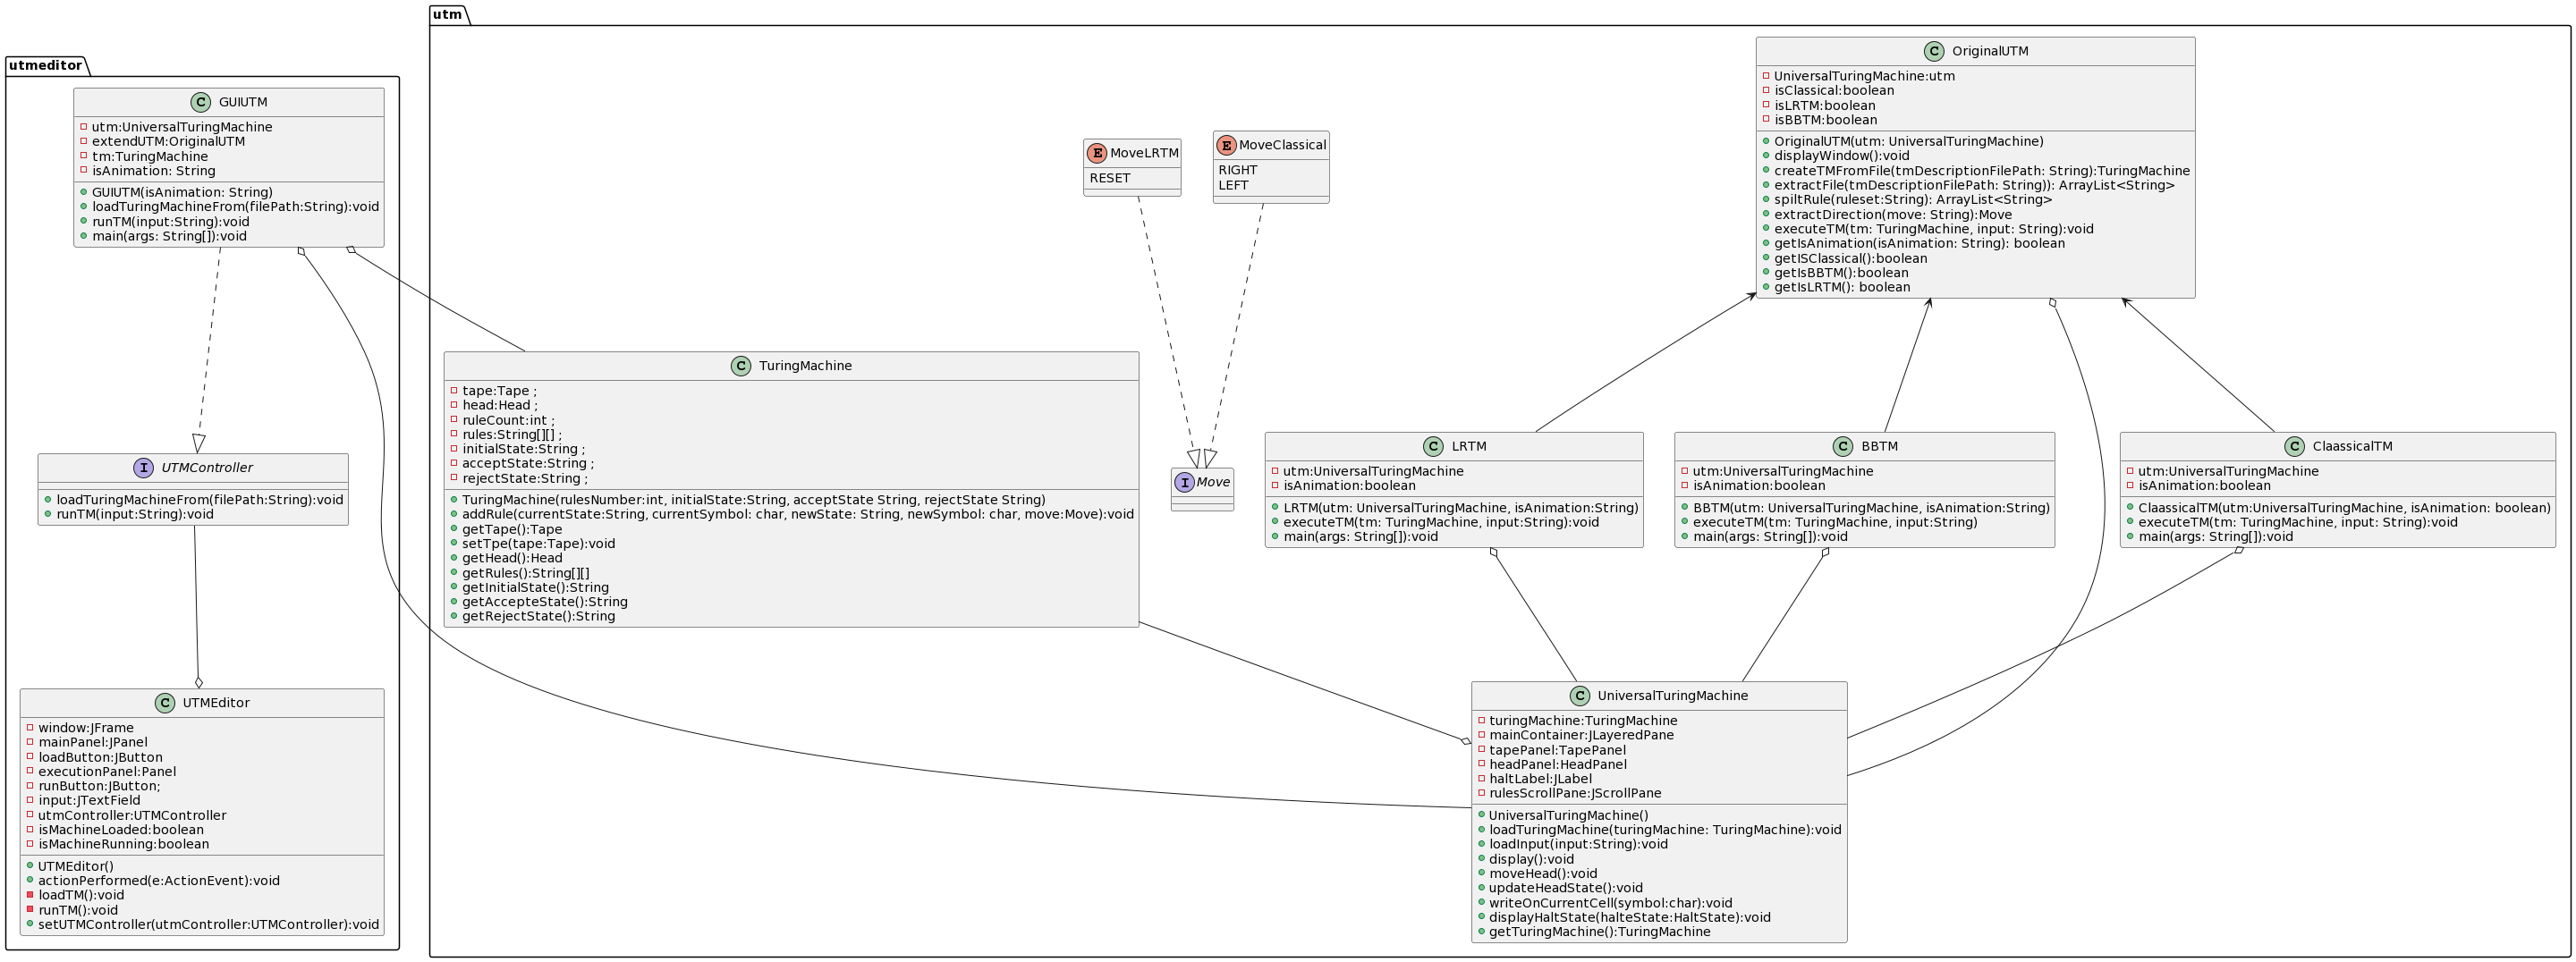 utmeditor
GUIUTM
utm:UniversalTuringMachine
extendUTM:OriginalUTM
tm:TuringMachine
isAnimation: String
GUIUTM(isAnimation: String)
loadTuringMachineFrom(filePath:String):void
runTM(input:String):void
main(args: String[]):void
UTMController
loadTuringMachineFrom(filePath:String):void
runTM(input:String):void
UTMEditor
window:JFrame
mainPanel:JPanel
loadButton:JButton
executionPanel:Panel
runButton:JButton;
input:JTextField
utmController:UTMController
isMachineLoaded:boolean
isMachineRunning:boolean
UTMEditor()
actionPerformed(e:ActionEvent):void
loadTM():void
runTM():void
setUTMController(utmController:UTMController):void
utm
OriginalUTM
UniversalTuringMachine:utm
isClassical:boolean
isLRTM:boolean
isBBTM:boolean
OriginalUTM(utm: UniversalTuringMachine)
displayWindow():void
createTMFromFile(tmDescriptionFilePath: String):TuringMachine
extractFile(tmDescriptionFilePath: String)): ArrayList<String>
spiltRule(ruleset:String): ArrayList<String>
extractDirection(move: String):Move
executeTM(tm: TuringMachine, input: String):void
getIsAnimation(isAnimation: String): boolean
getISClassical():boolean
getIsBBTM():boolean
getIsLRTM(): boolean
MoveLRTM
RESET
MoveClassical
RIGHT
LEFT
TuringMachine
tape:Tape ;
head:Head ;
ruleCount:int ;
rules:String[][] ;
initialState:String ;
acceptState:String ;
rejectState:String ;
TuringMachine(rulesNumber:int, initialState:String, acceptState String, rejectState String)
addRule(currentState:String, currentSymbol: char, newState: String, newSymbol: char, move:Move):void
getTape():Tape
setTpe(tape:Tape):void
getHead():Head
getRules():String[][]
getInitialState():String
getAccepteState():String
getRejectState():String
Move
LRTM
utm:UniversalTuringMachine
isAnimation:boolean
LRTM(utm: UniversalTuringMachine, isAnimation:String)
executeTM(tm: TuringMachine, input:String):void
main(args: String[]):void
BBTM
utm:UniversalTuringMachine
isAnimation:boolean
BBTM(utm: UniversalTuringMachine, isAnimation:String)
executeTM(tm: TuringMachine, input:String)
main(args: String[]):void
ClaassicalTM
utm:UniversalTuringMachine
isAnimation:boolean
ClaassicalTM(utm:UniversalTuringMachine, isAnimation: boolean)
executeTM(tm: TuringMachine, input: String):void
main(args: String[]):void
UniversalTuringMachine
turingMachine:TuringMachine
mainContainer:JLayeredPane
tapePanel:TapePanel
headPanel:HeadPanel
haltLabel:JLabel
rulesScrollPane:JScrollPane
UniversalTuringMachine()
loadTuringMachine(turingMachine: TuringMachine):void
loadInput(input:String):void
display():void
moveHead():void
updateHeadState():void
writeOnCurrentCell(symbol:char):void
displayHaltState(halteState:HaltState):void
getTuringMachine():TuringMachine